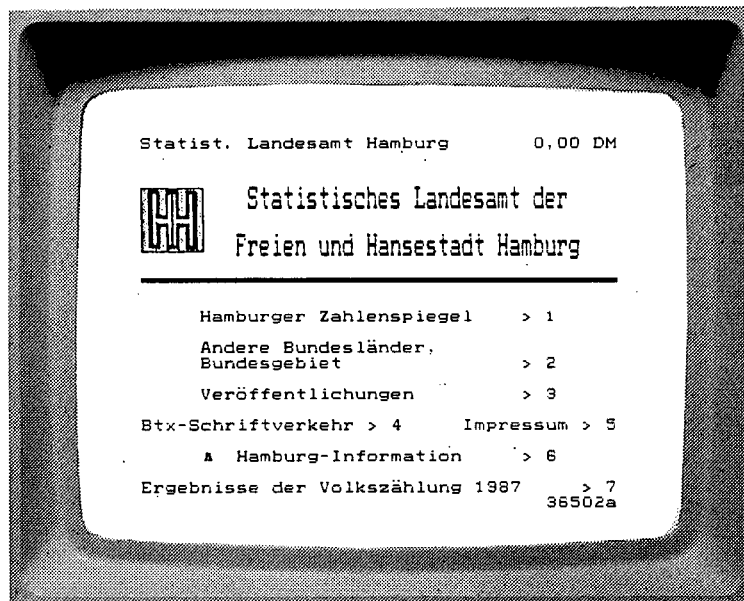 Statist. Landesamt Hamburg 0,00 DM
HH Statistisches Landesamt der
Freien und Hansestadt Hamburg
Hamburger Zahlenspiegel > 1
Andere Bundesländer,
Bundesgebiet > 2
Veröffentlichungen > 3
Btx-Schriftverkehr > 4 Impressum > 5
Hamburg-Information > 6
Ergebnisse der Volkszählung 1987 > 7
36502a